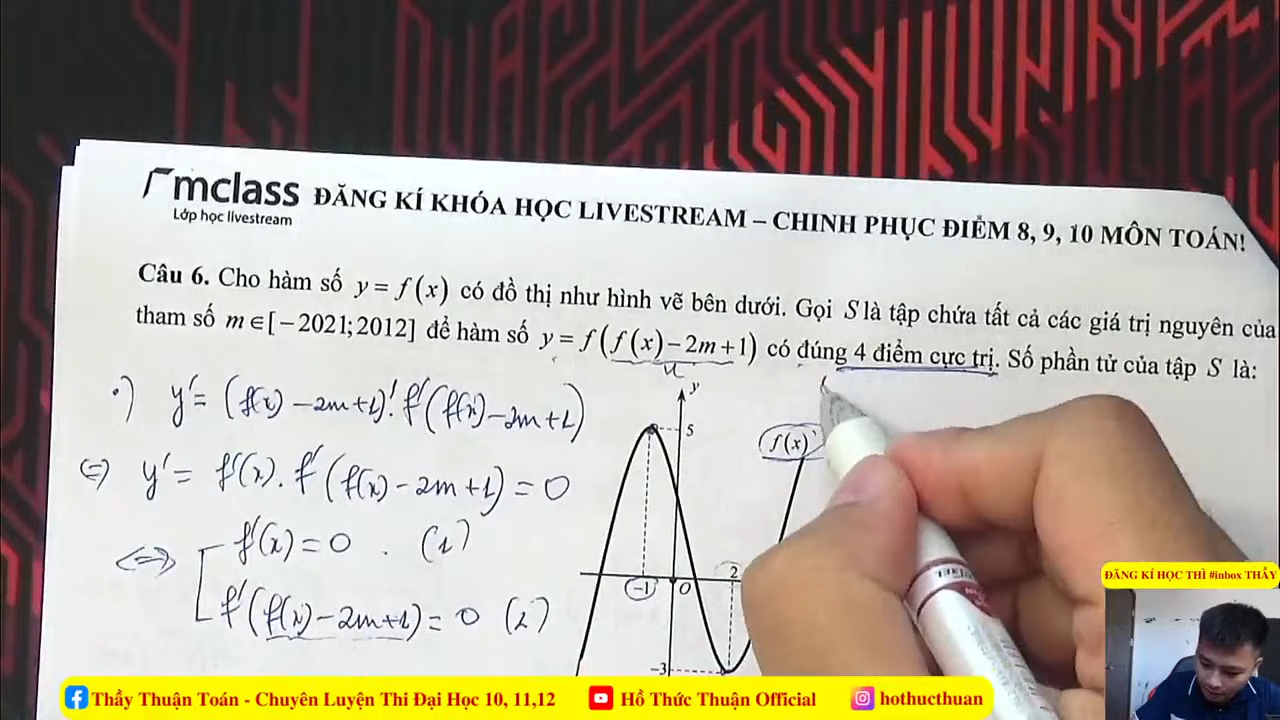 mclass
Lớp học livestream
ĐĂNG KÍ KHÓA HỌC LIVESTREAM – CHINH PHỤC ĐIỂM 8, 9, 10 MÔN TOÁN!
Câu 6. Cho hàm số y = f(x) có đồ thị như hình vẽ bên dưới. Gọi S là tập chứa tất cả các giá trị nguyên của
tham số m ∈ [−2021; 2012] để hàm số y = f(f(x) − 2m + 1) có đúng 4 điểm cực trị. Số phần tử của tập S là:
u
•) y' = (f(x) − 2m + 1)'. f'(f(x) − 2m + 1)
⇔ y' = f'(x). f'(f(x) − 2m + 1) = 0
⇔ f'(x) = 0 . (1)
f'(f(x) − 2m + 1) = 0 (2)
y
5
f(x)
−1
O
2
−3
ĐĂNG KÍ HỌC THÌ #inbox THẦY
Thầy Thuận Toán - Chuyên Luyện Thi Đại Học 10, 11,12
Hồ Thức Thuận Official
hothucthuan